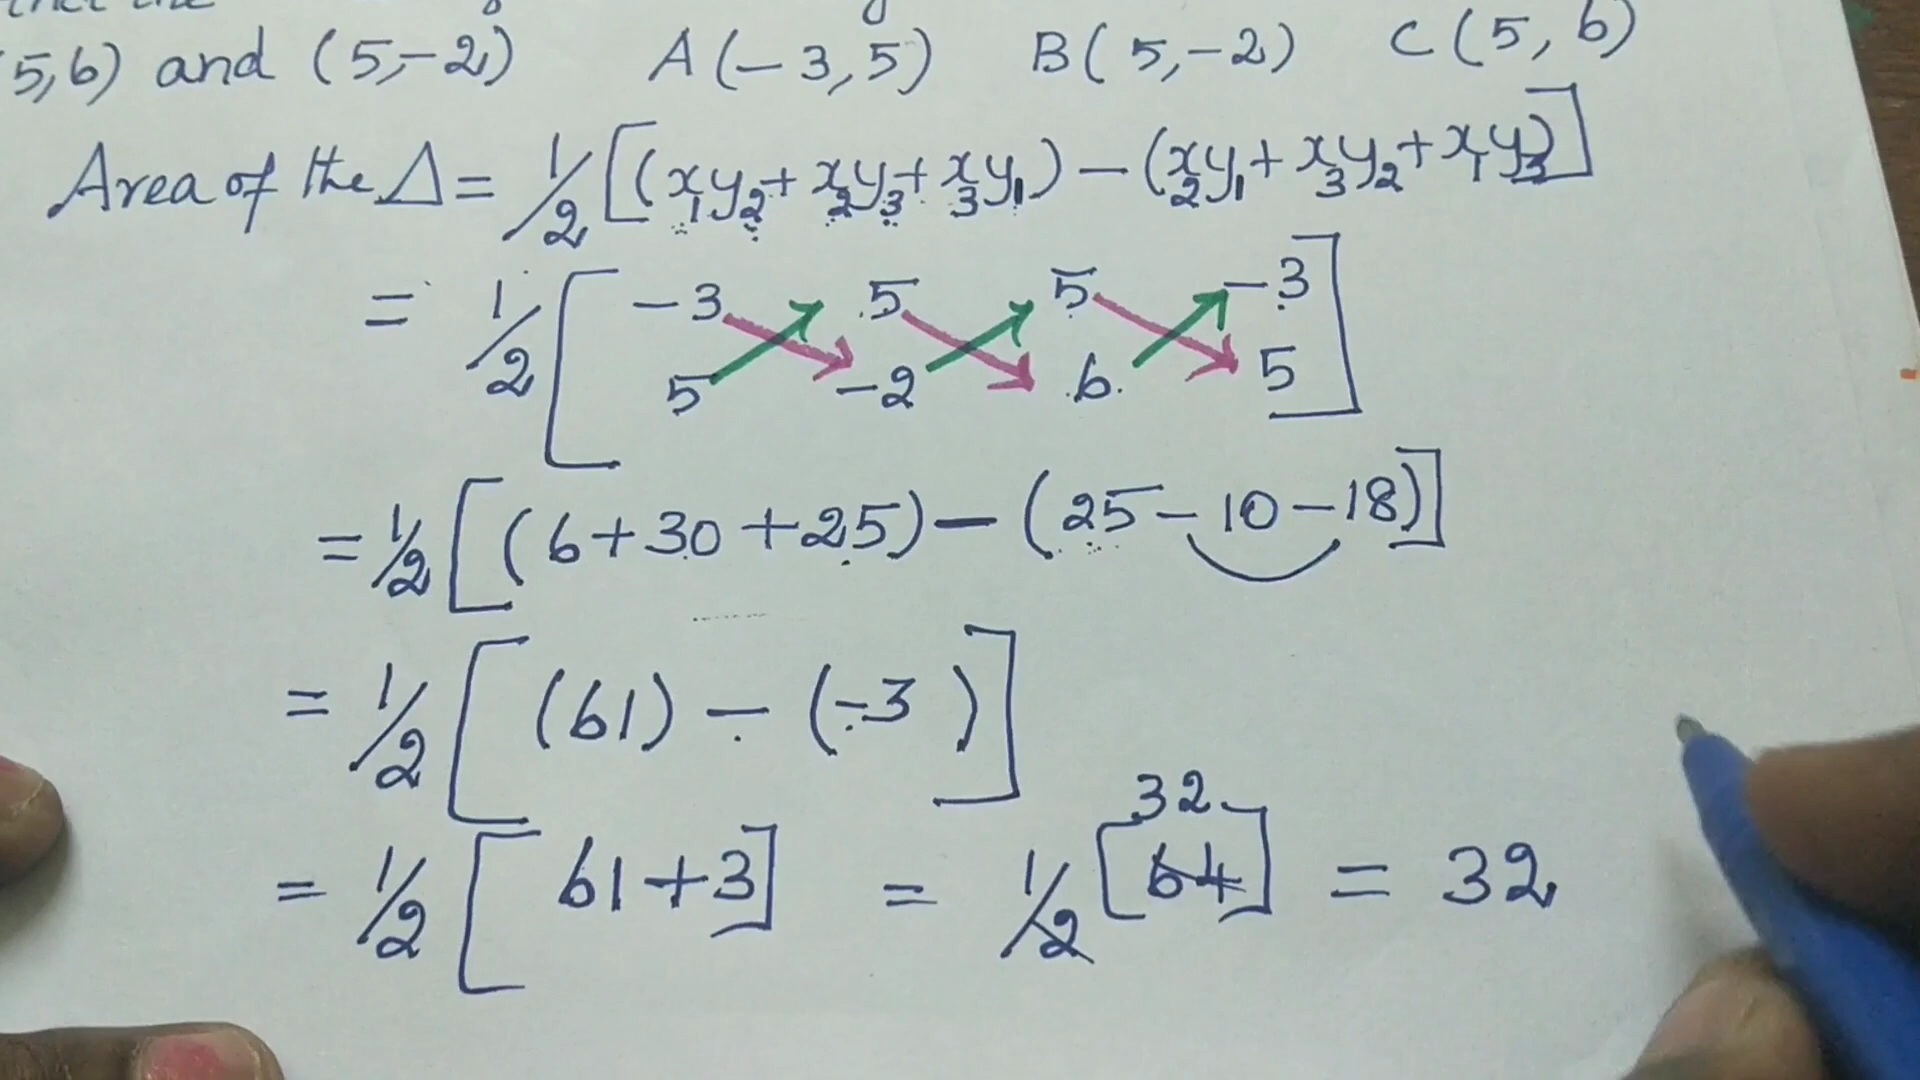 5,6) and (5,-2) A(-3,5) B(5,-2) C(5,6)
Area of the Δ = 1/2 [(x₁y₂ + x₂y₃ + x₃y₁) - (x₂y₁ + x₃y₂ + x₁y₃)]
= 1/2 [ -3 5 5 -3
5 -2 6 5 ]
= 1/2 [(6+30+25) - (25-10-18)]
= 1/2 [(61) - (-3)]
32
= 1/2 [61+3] = 1/2 [64] = 32